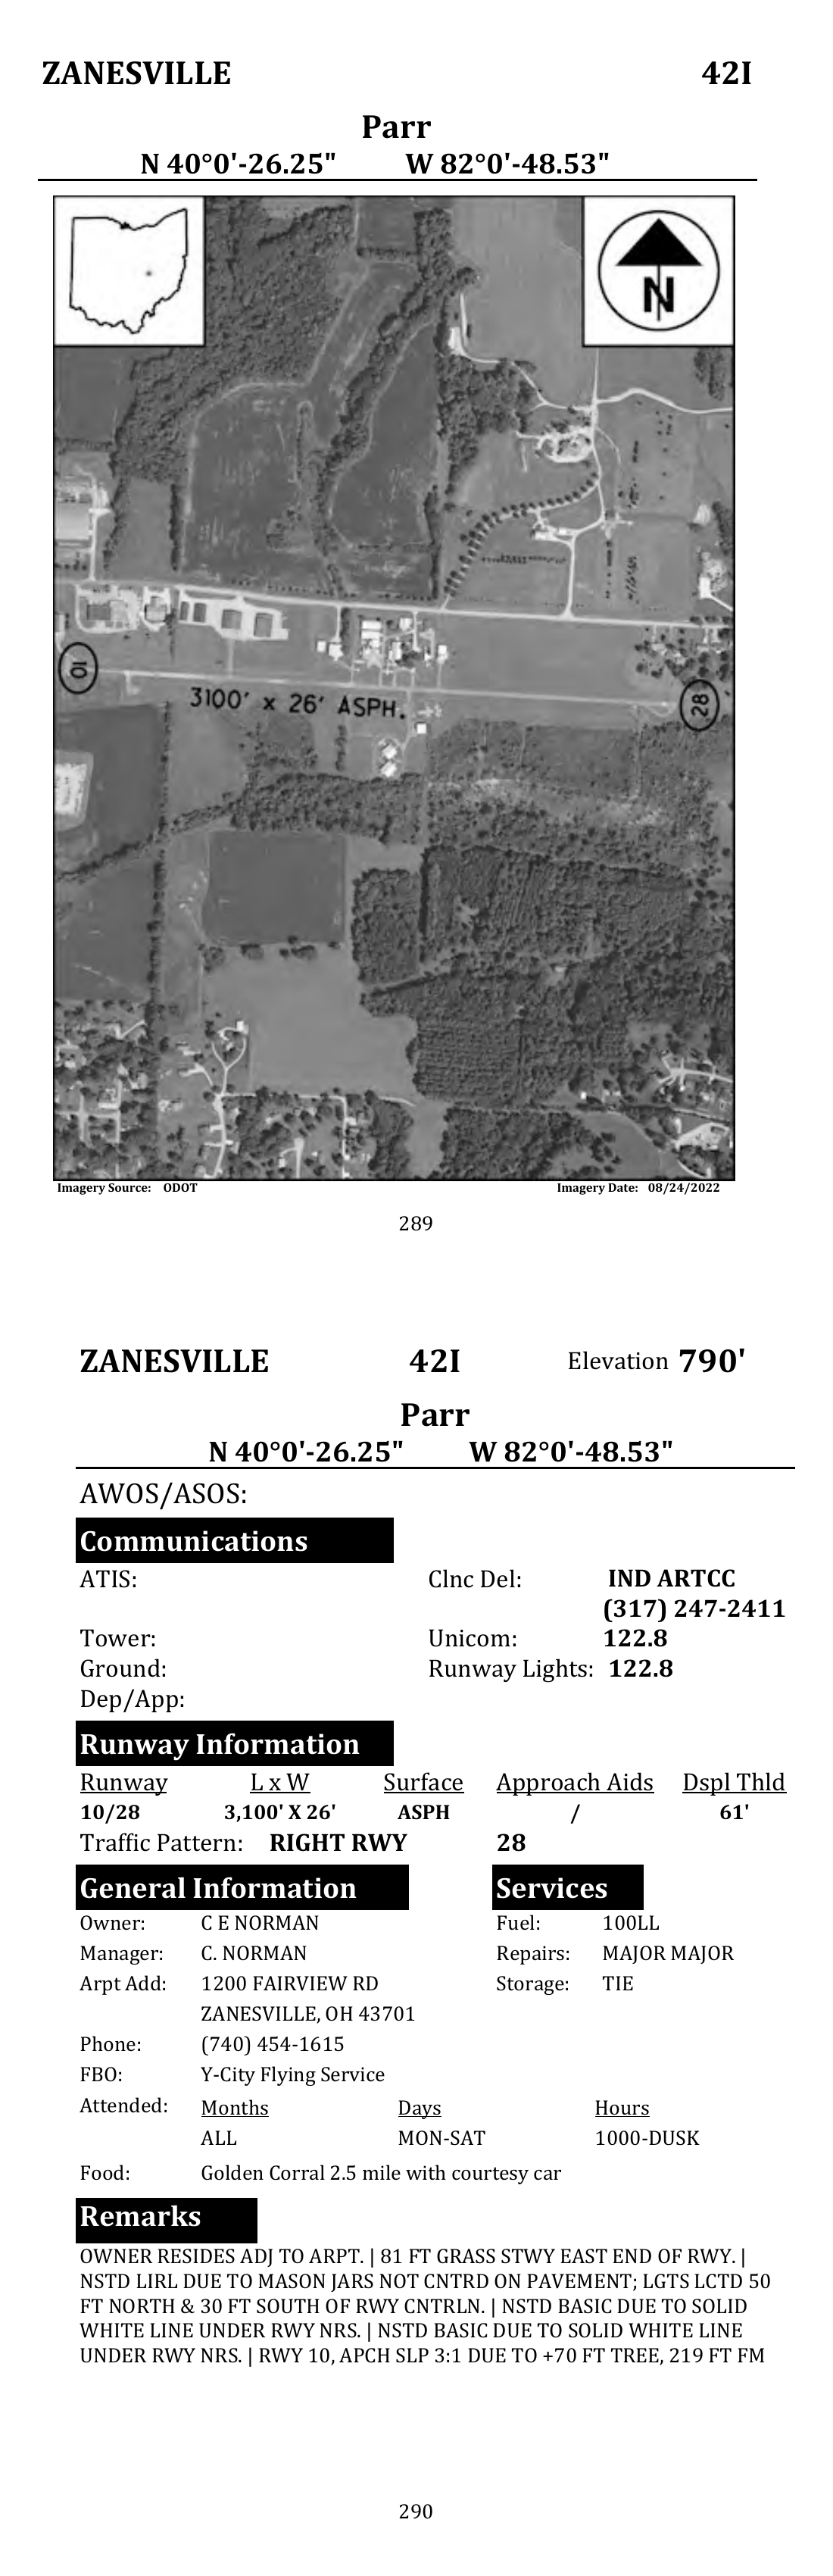 ZANESVILLE 42I
Parr
N 40°0'-26.25" W 82°0'-48.53"
N
10
28
3100' x 26' ASPH.
Imagery Source: ODOT Imagery Date: 08/24/2022
289
ZANESVILLE 42I Elevation 790'
Parr
N 40°0'-26.25" W 82°0'-48.53"
AWOS/ASOS:
Communications
ATIS: Clnc Del: IND ARTCC
(317) 247-2411
Tower: Unicom: 122.8
Ground: Runway Lights: 122.8
Dep/App:
Runway Information
Runway L x W Surface Approach Aids Dspl Thld
10/28 3,100' X 26' ASPH / 61'
Traffic Pattern: RIGHT RWY 28
General Information Services
Owner: C E NORMAN Fuel: 100LL
Manager: C. NORMAN Repairs: MAJOR MAJOR
Arpt Add: 1200 FAIRVIEW RD Storage: TIE
ZANESVILLE, OH 43701
Phone: (740) 454-1615
FBO: Y-City Flying Service
Attended: Months Days Hours
ALL MON-SAT 1000-DUSK
Food: Golden Corral 2.5 mile with courtesy car
Remarks
OWNER RESIDES ADJ TO ARPT. | 81 FT GRASS STWY EAST END OF RWY. |
NSTD LIRL DUE TO MASON JARS NOT CNTRD ON PAVEMENT; LGTS LCTD 50
FT NORTH & 30 FT SOUTH OF RWY CNTRLN. | NSTD BASIC DUE TO SOLID
WHITE LINE UNDER RWY NRS. | NSTD BASIC DUE TO SOLID WHITE LINE
UNDER RWY NRS. | RWY 10, APCH SLP 3:1 DUE TO +70 FT TREE, 219 FT FM
290